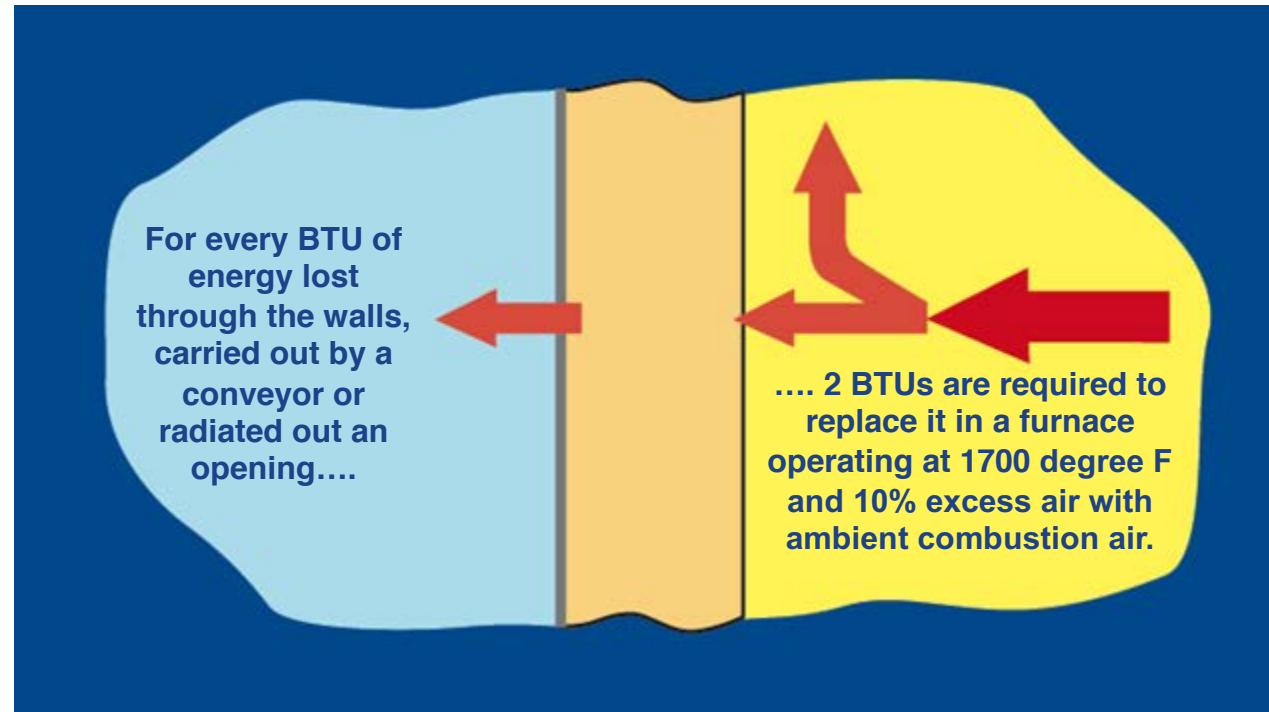 For every BTU of
energy lost
through the walls,
carried out by a
conveyor or
radiated out an
opening….
…. 2 BTUs are required to
replace it in a furnace
operating at 1700 degree F
and 10% excess air with
ambient combustion air.